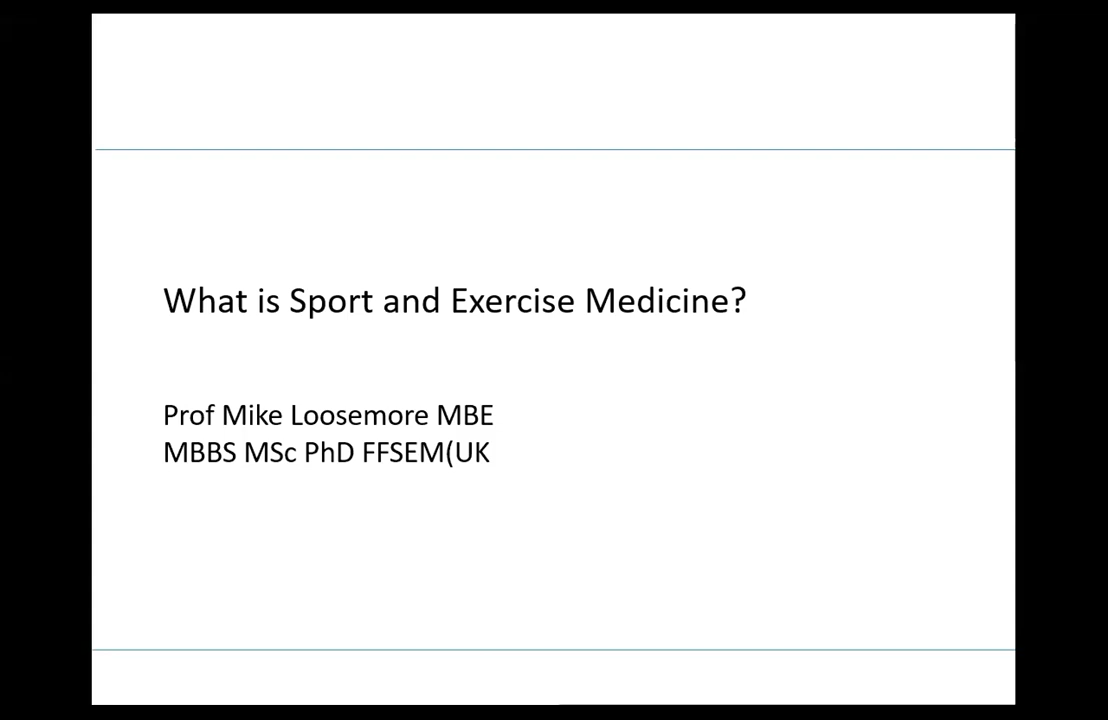 What is Sport and Exercise Medicine?
Prof Mike Loosemore MBE
MBBS MSc PhD FFSEM(UK